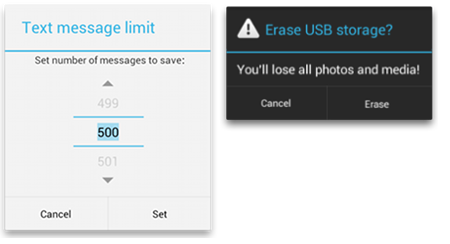 Text message limit
Set number of messages to save:
499
500
501
Cancel Set
Erase USB storage?
You'll lose all photos and media!
Cancel Erase